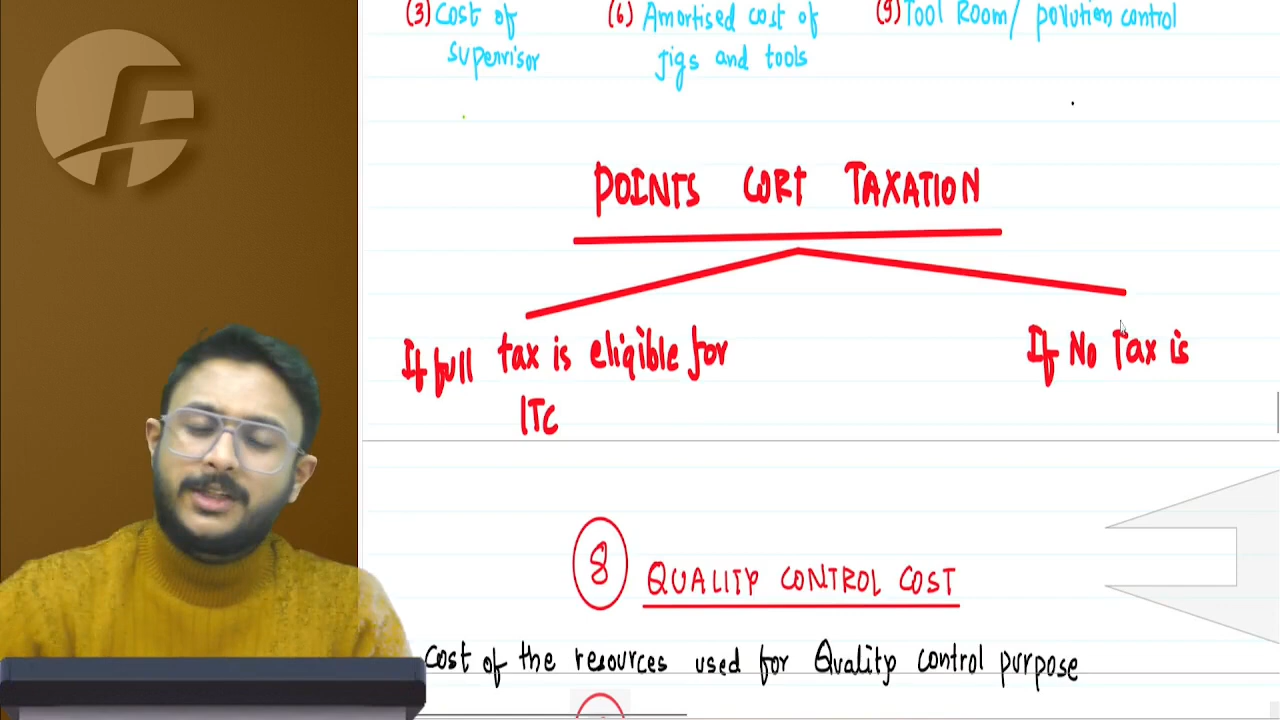 (3) Cost of (6) Amortised cost of (9) Tool Room/ pollution control
supervisor jigs and tools
POINTS WRT TAXATION
If full tax is eligible for If No Tax is
ITC
8 QUALITY CONTROL COST
Cost of the resources used for Quality control purpose